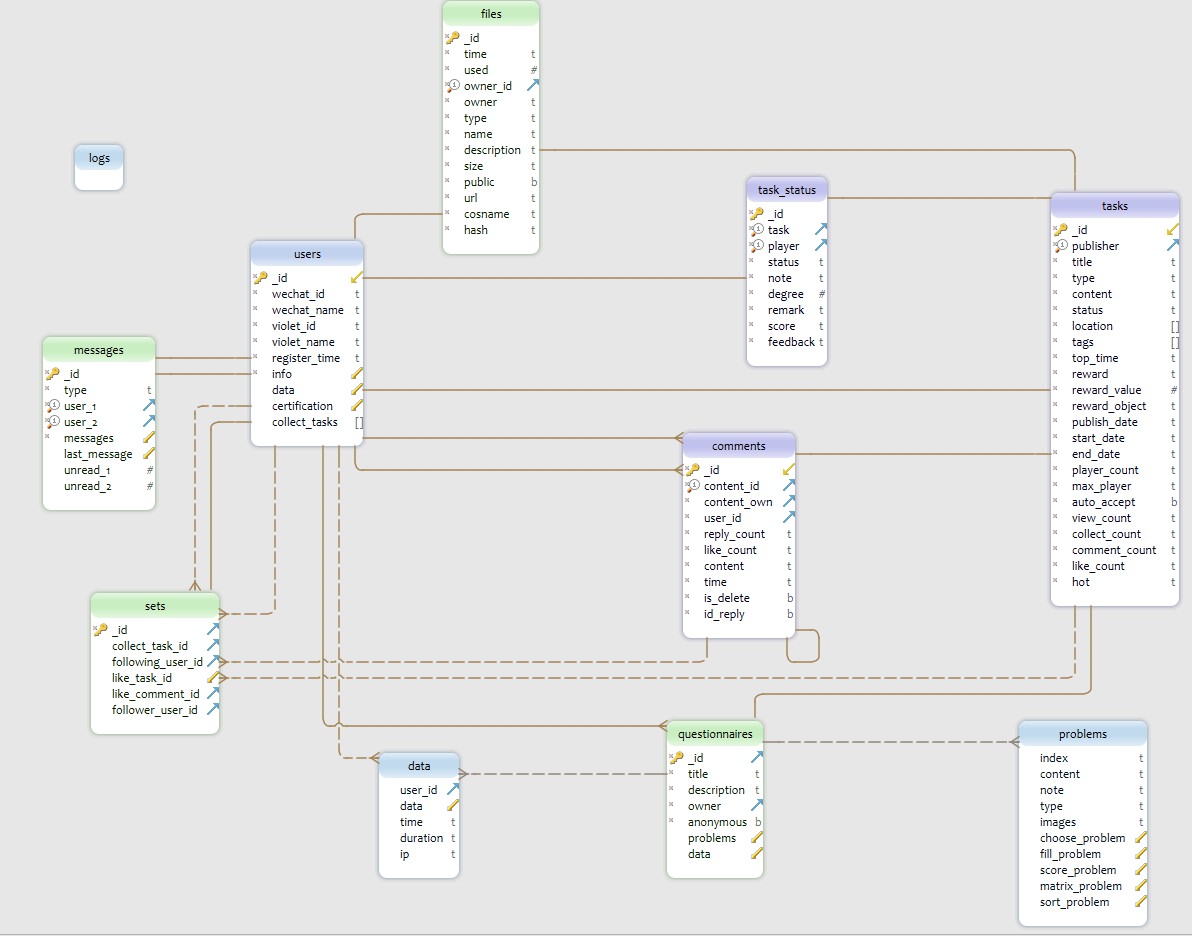 files
_id
time t
used #
owner_id
owner t
type t
name t
description t
size t
public b
url t
cosname t
hash t
logs
task_status
_id
task
player
status t
note t
degree #
remark t
score t
feedback t
tasks
_id
publisher
title t
type t
content t
status t
location []
tags []
top_time t
reward t
reward_value #
reward_object t
publish_date t
start_date t
end_date t
player_count t
max_player t
auto_accept b
view_count t
collect_count t
comment_count t
like_count t
hot t
users
_id
wechat_id t
wechat_name t
violet_id t
violet_name t
register_time t
info
data
certification
collect_tasks []
messages
_id
type t
user_1
user_2
messages
last_message
unread_1 #
unread_2 #
comments
_id
content_id
content_own
user_id
reply_count t
like_count t
content t
time t
is_delete b
id_reply b
sets
_id
collect_task_id
following_user_id
like_task_id
like_comment_id
follower_user_id
questionnaires
_id
title t
description t
owner
anonymous b
problems
data
data
user_id
data
time t
duration t
ip t
problems
index t
content t
note t
type t
images t
choose_problem
fill_problem
score_problem
matrix_problem
sort_problem